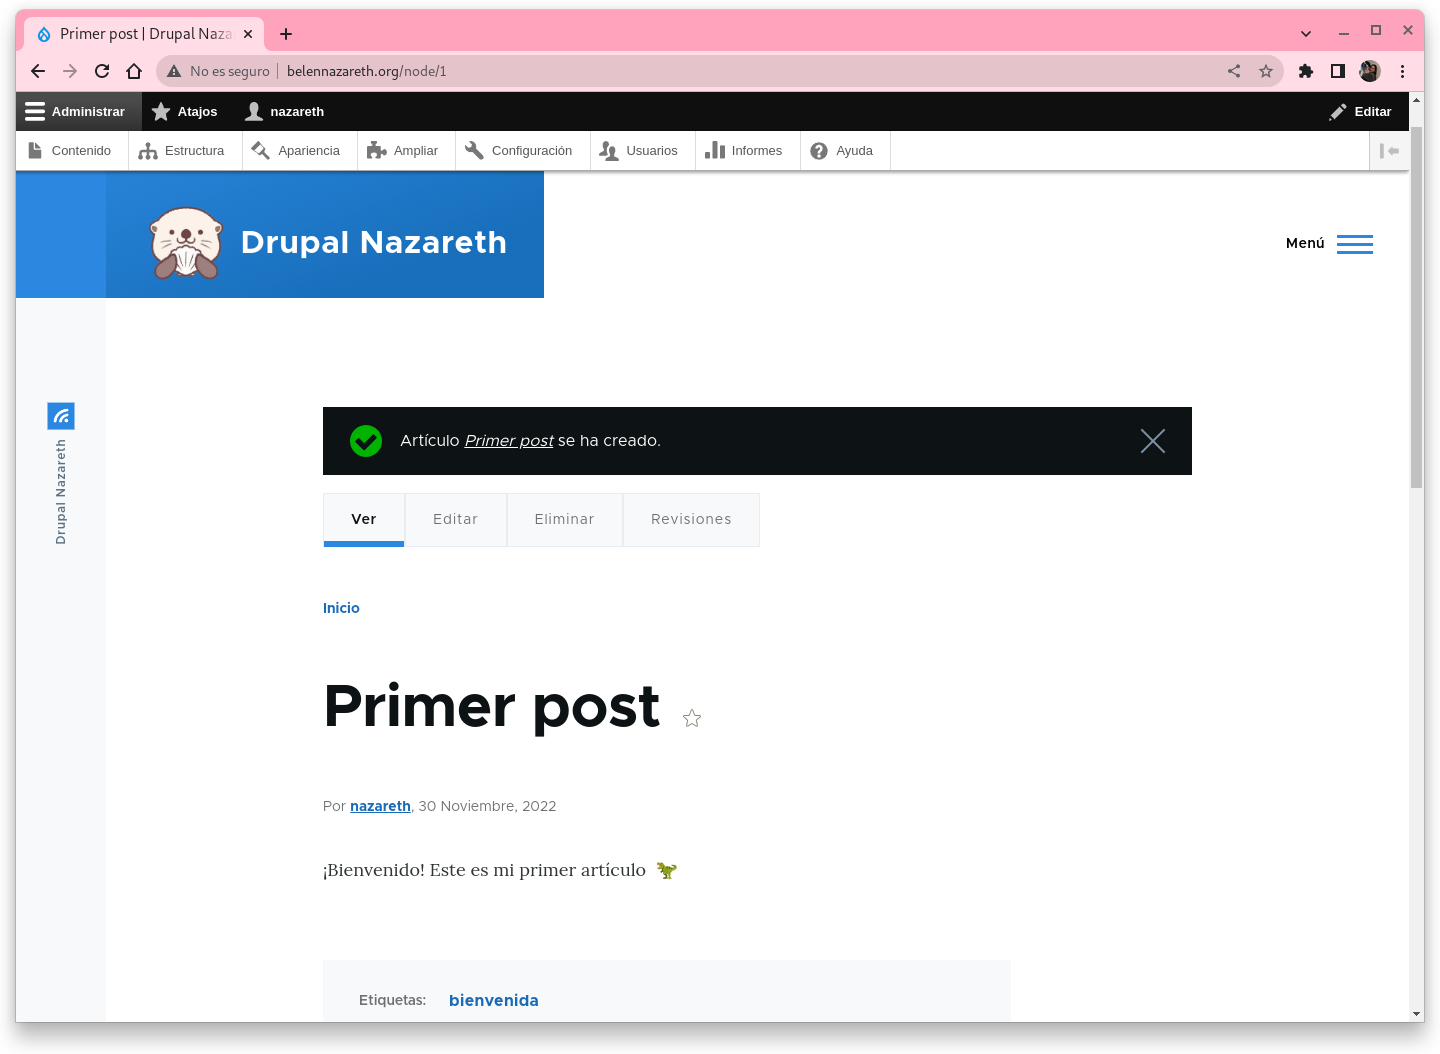 Primer post | Drupal Naza
No es seguro
belennazareth.org/node/1
Administrar Atajos nazareth Editar
Contenido Estructura Apariencia Ampliar Configuración Usuarios Informes Ayuda
Drupal Nazareth
Menú
Drupal Nazareth
Artículo Primer post se ha creado.
Ver Editar Eliminar Revisiones
Inicio
Primer post
Por nazareth, 30 Noviembre, 2022
¡Bienvenido! Este es mi primer artículo
Etiquetas: bienvenida